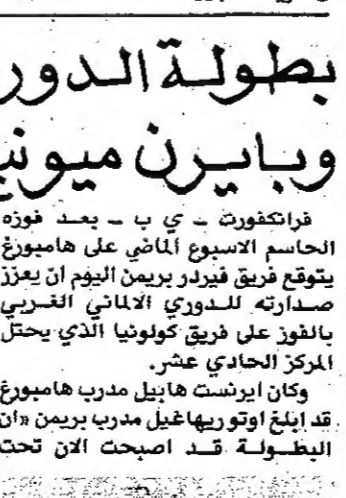 بطولة الدور
وبايرن ميوني
فرانكفورت ـ ي ب ـ بعد فوزه
الحاسم الاسبوع الماضي على هامبورغ
يتوقع فريق فيردر بريمن اليوم ان يعزز
صدارته للدوري الالماني الغربي
بالفوز على فريق كولونيا الذي يحتل
المركز الحادي عشر.
وكان ايرنست هابيل مدرب هامبورغ
قد ابلغ اوتو ريهاغيل مدرب بريمن «ان
البطولة قد اصبحت الان تحت